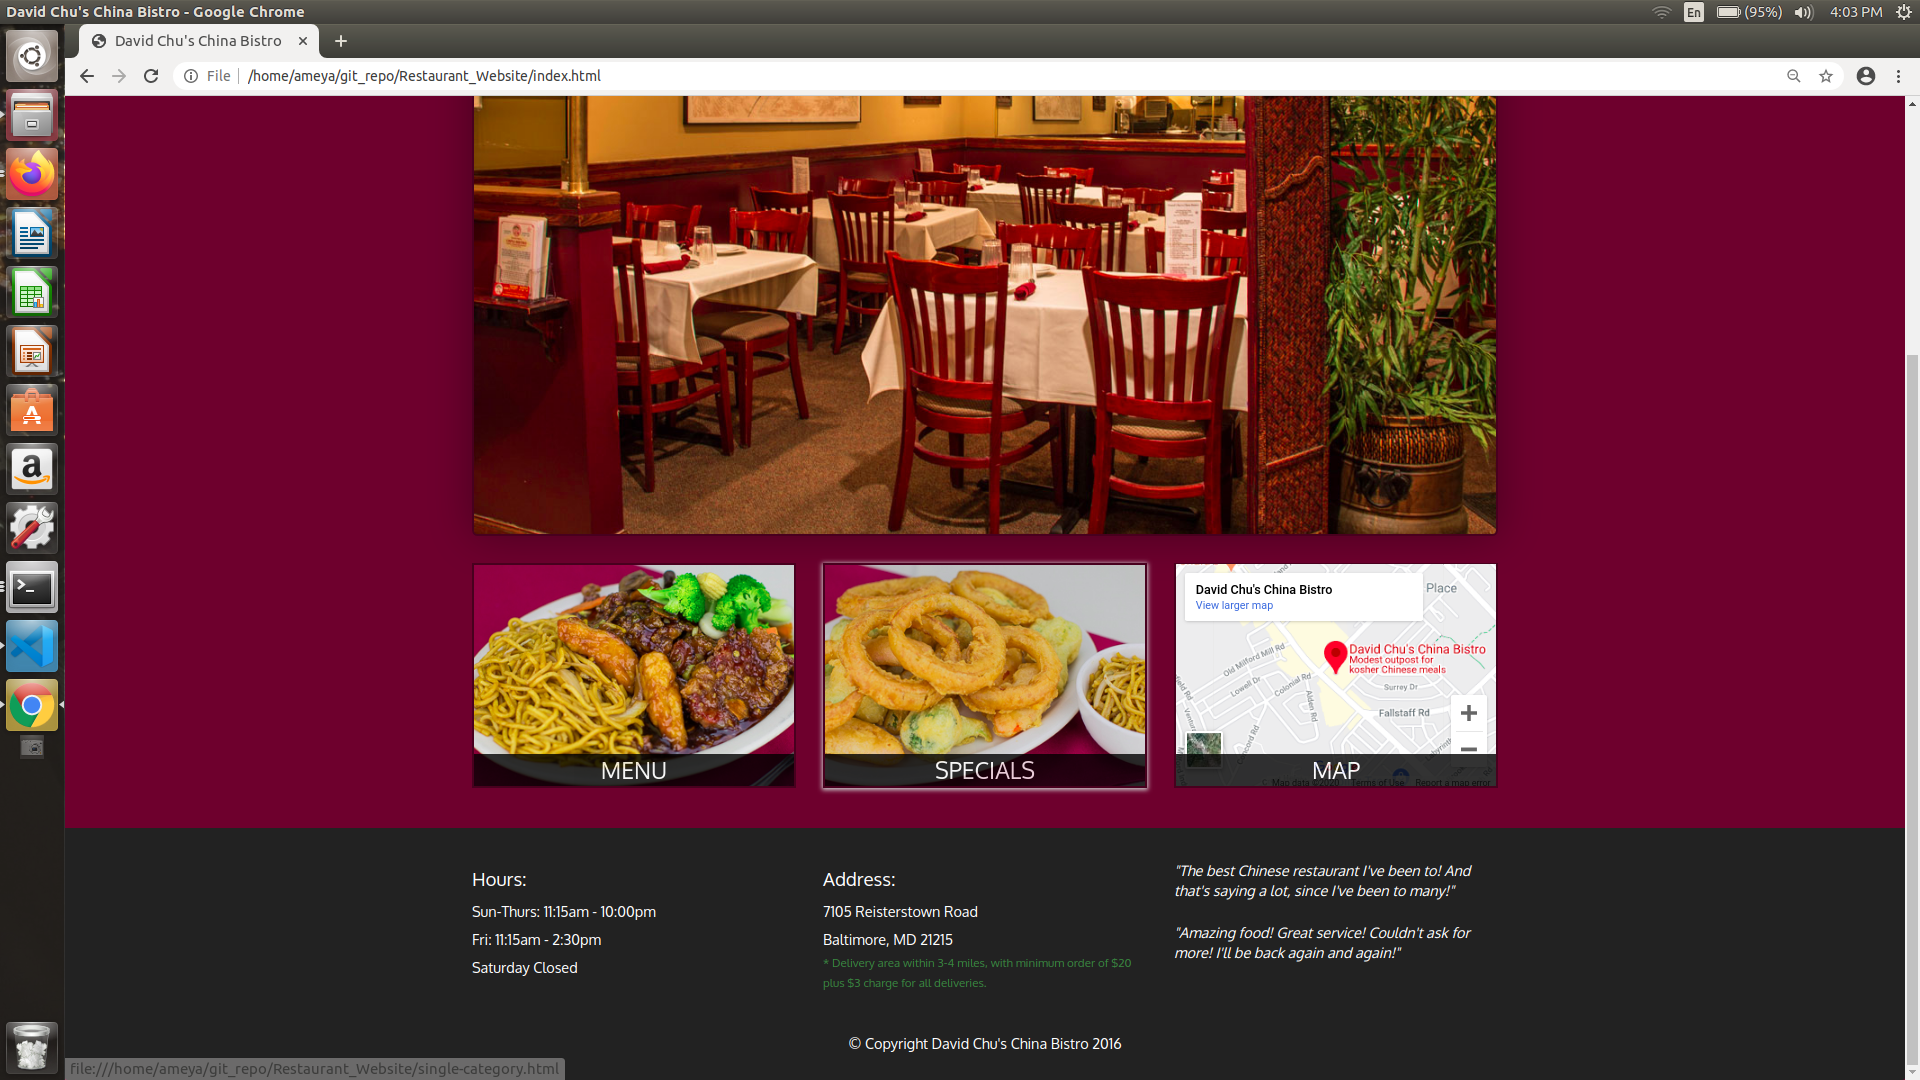 David Chu's China Bistro - Google Chrome
En (95%) 4:03 PM
David Chu's China Bistro
File /home/ameya/git_repo/Restaurant_Website/index.html
David Chu's China Bistro
View larger map
Place
Old Milford Mill Rd
David Chu's China Bistro
Modest outpost for
kosher Chinese meals
Lowell Dr
Colonial Rd
Surrey Dr
Alden Rd
Fallstaff Rd
MENU
SPECIALS
MAP
Map data ©2020 Terms of Use Report a map error
Hours:
Sun-Thurs: 11:15am - 10:00pm
Fri: 11:15am - 2:30pm
Saturday Closed
Address:
7105 Reisterstown Road
Baltimore, MD 21215
* Delivery area within 3-4 miles, with minimum order of $20
plus $3 charge for all deliveries.
"The best Chinese restaurant I've been to! And
that's saying a lot, since I've been to many!"
"Amazing food! Great service! Couldn't ask for
more! I'll be back again and again!"
© Copyright David Chu's China Bistro 2016
file:///home/ameya/git_repo/Restaurant_Website/single-category.html